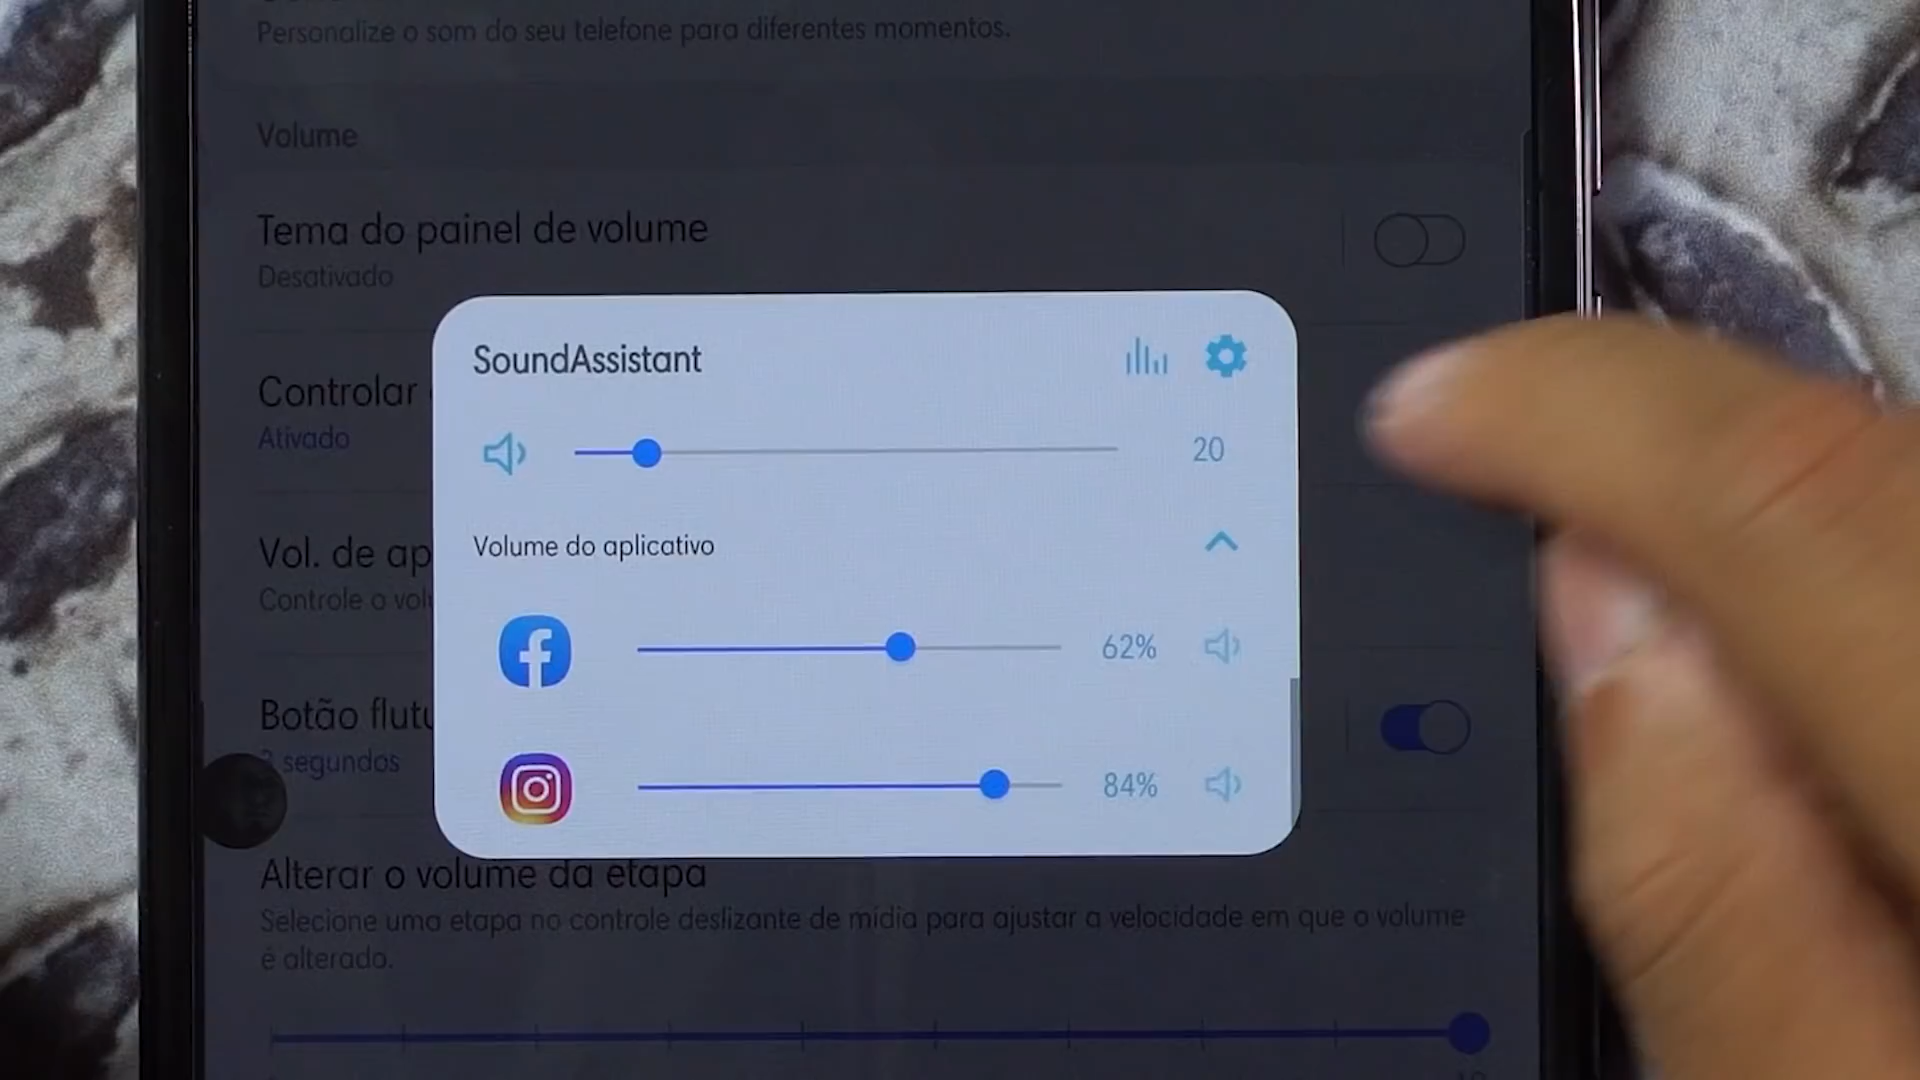 Personalize o som do seu telefone para diferentes momentos.
Volume
Tema do painel de volume
Desativado
SoundAssistant
Controlar
Ativado
20
Volume do aplicativo
Vol. de ap
Controle o vol
62%
Botão flutu
segundos
84%
Alterar o volume da etapa
Selecione uma etapa no controle deslizante de mídia para ajustar a velocidade em que o volume
é alterado.